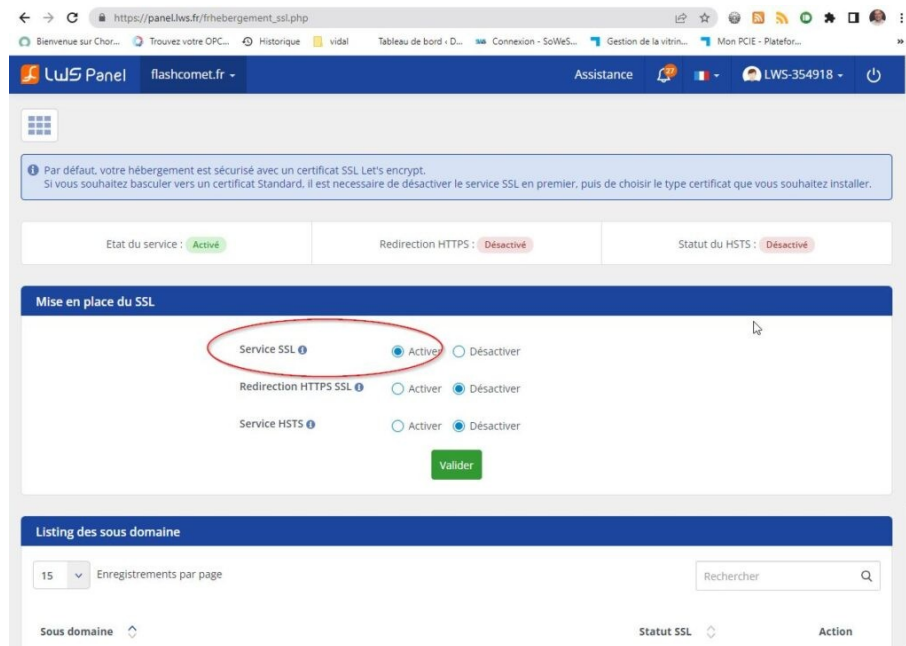 https://panel.lws.fr/frhebergement_ssl.php
Bienvenue sur Chor... Trouvez votre OPC... Historique vidal Tableau de bord ‹ D... Connexion - SoWeS... Gestion de la vitrin... Mon PCIE - Platefor... »
LWS Panel flashcomet.fr Assistance 27 LWS-354918
Par défaut, votre hébergement est sécurisé avec un certificat SSL Let's encrypt.
Si vous souhaitez basculer vers un certificat Standard, il est necessaire de désactiver le service SSL en premier, puis de choisir le type certificat que vous souhaitez installer.
Etat du service : Activé Redirection HTTPS : Désactivé Statut du HSTS : Désactivé
Mise en place du SSL
Service SSL Activer Désactiver
Redirection HTTPS SSL Activer Désactiver
Service HSTS Activer Désactiver
Valider
Listing des sous domaine
15 Enregistrements par page Rechercher
Sous domaine Statut SSL Action